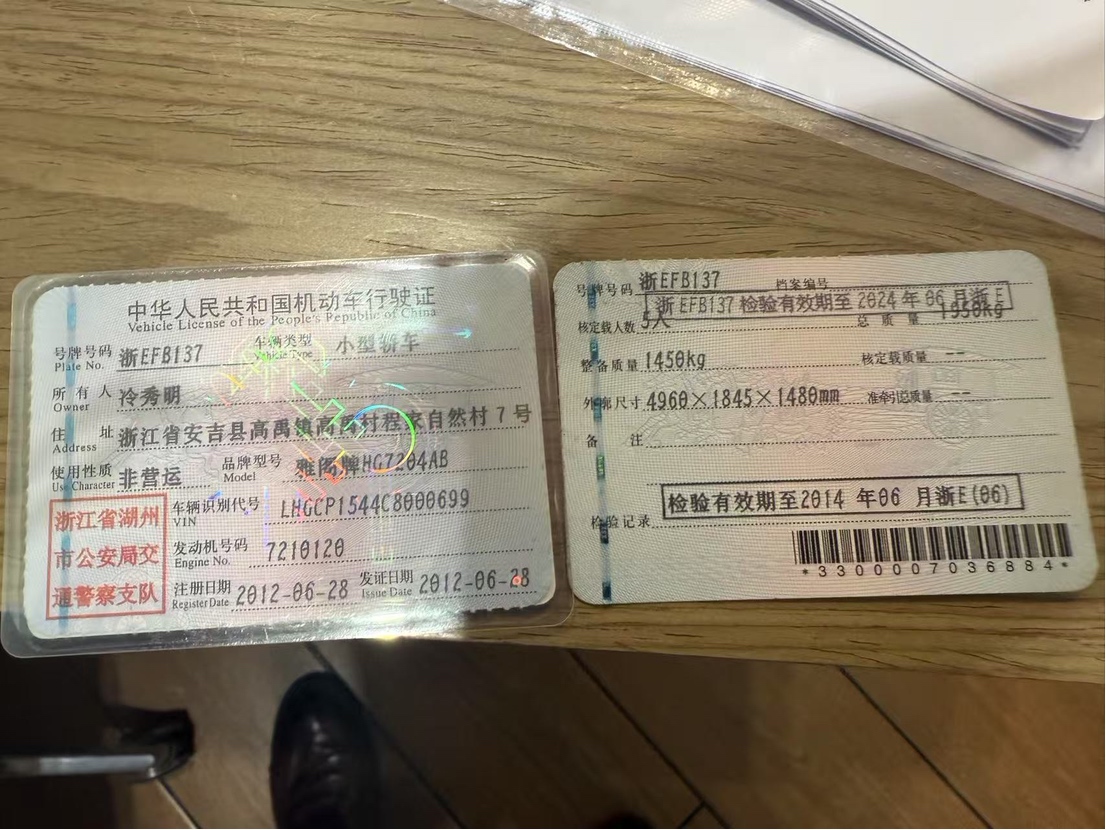 中华人民共和国机动车行驶证
Vehicle License of the People's Republic of China
号牌号码 浙EFB137 车辆类型 小型轿车
Plate No. Vehicle Type
所有人 冷秀明
Owner
住址 浙江省安吉县高禹镇高禹村程家自然村7号
Address
使用性质 非营运 品牌型号 雅阁牌HG7204AB
Use Character Model
浙江省湖州
市公安局交
通警察支队
车辆识别代号 LHGCP1544C8000699
VIN
发动机号码 7210120
Engine No.
注册日期 2012-06-28 发证日期 2012-06-28
Register Date Issue Date
号牌号码 浙EFB137 档案编号
浙EFB137 检验有效期至 2024年06月浙E
核定载人数 5人 总质量 1950kg
整备质量 1450kg 核定载质量 --
外廓尺寸 4960×1845×1480mm 准牵引总质量 --
备注
检验有效期至2014年06月浙E(06)
检验记录
*3300007036884*